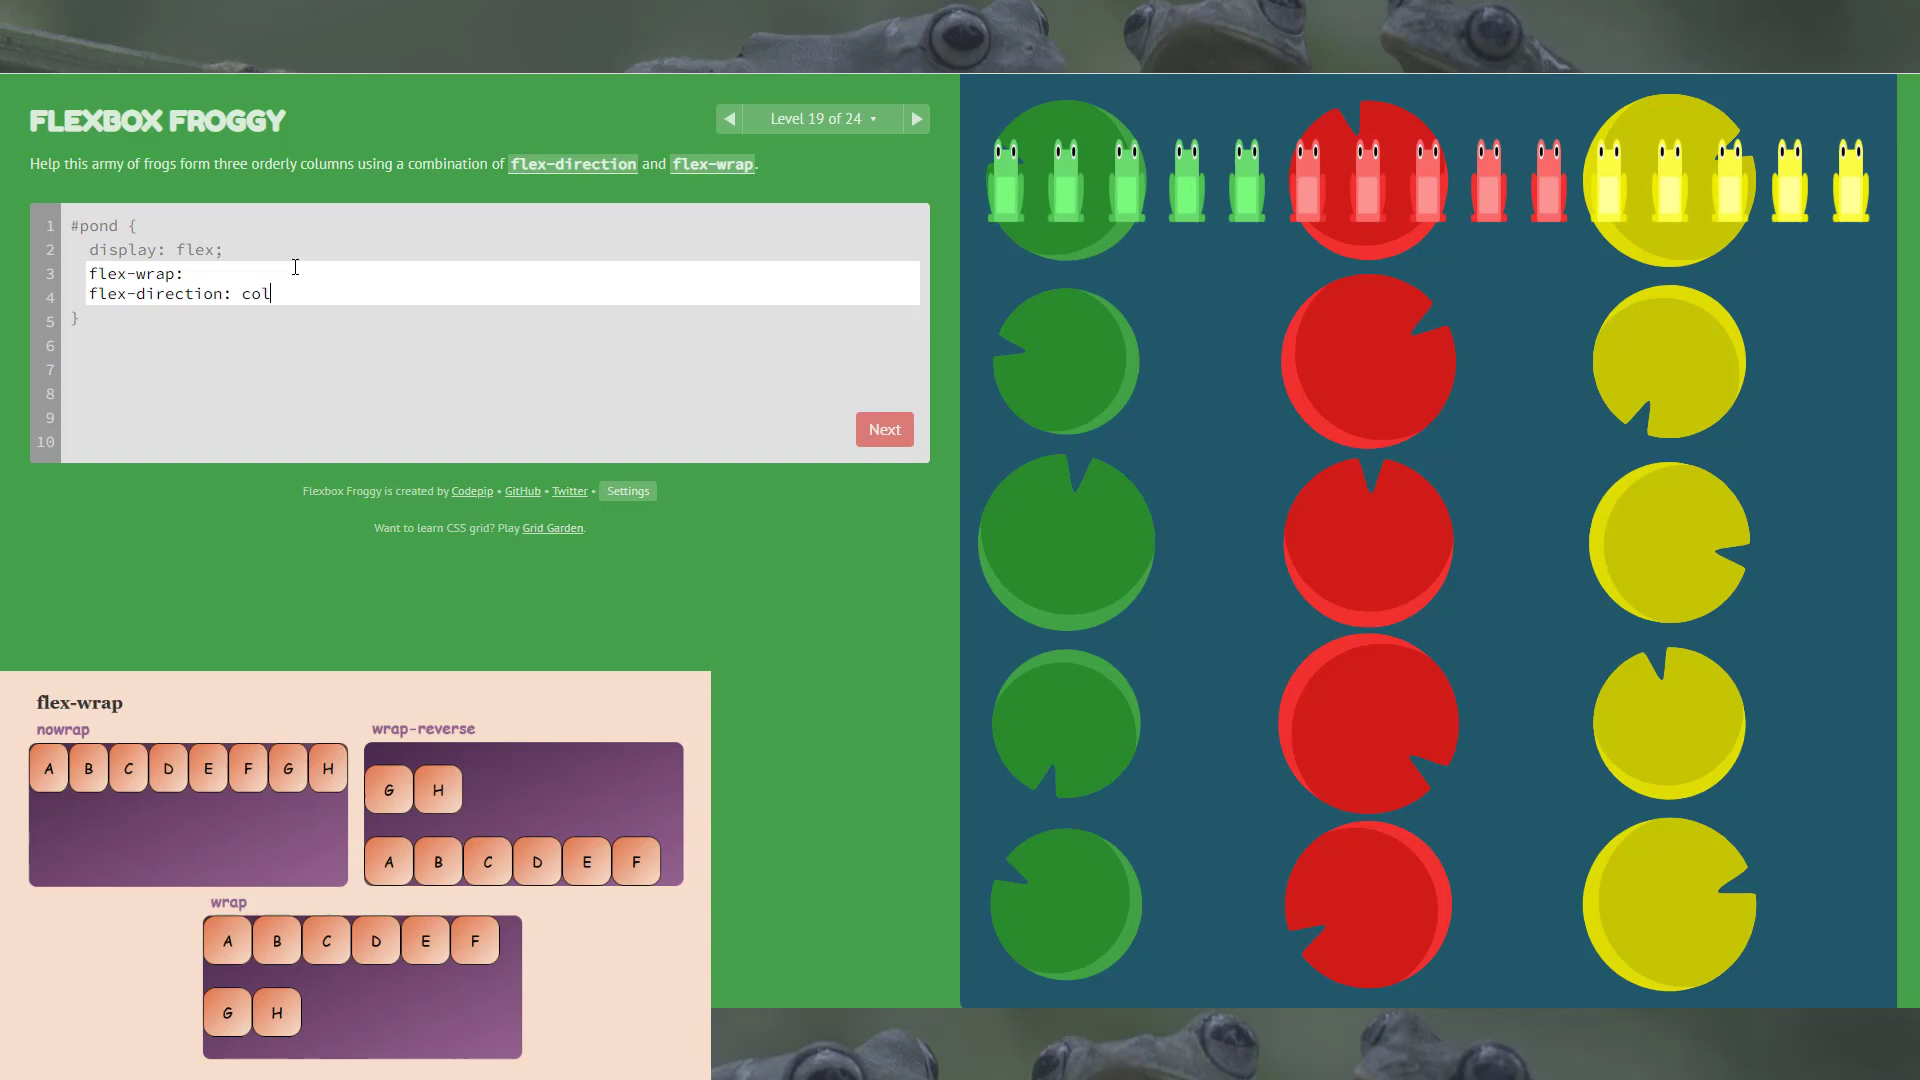 FLEXBOX FROGGY
Level 19 of 24
Help this army of frogs form three orderly columns using a combination of flex-direction and flex-wrap.
1 #pond {
2 display: flex;
3 flex-wrap:
4 flex-direction: col
5 }
6
7
8
9
10
Next
Flexbox Froggy is created by Codepip • GitHub • Twitter • Settings
Want to learn CSS grid? Play Grid Garden.
flex-wrap
nowrap
A B C D E F G H
wrap-reverse
G H
A B C D E F
wrap
A B C D E F
G H